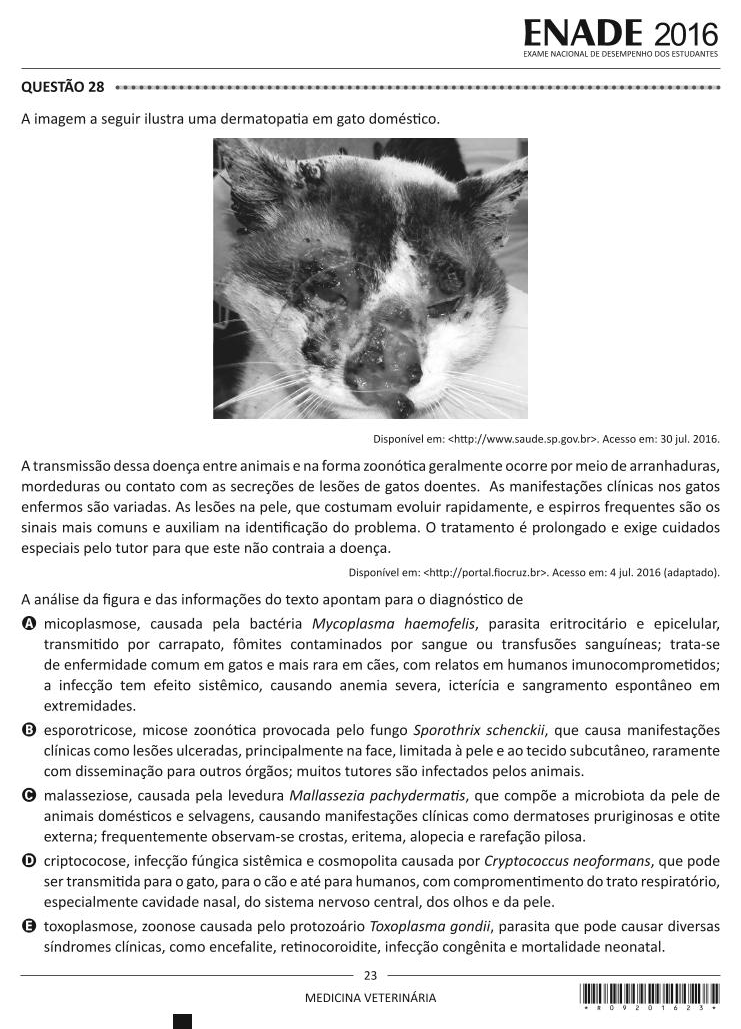 ENADE 2016
EXAME NACIONAL DE DESEMPENHO DOS ESTUDANTES
QUESTÃO 28
A imagem a seguir ilustra uma dermatopatia em gato doméstico.
Disponível em: <http://www.saude.sp.gov.br>. Acesso em: 30 jul. 2016.
A transmissão dessa doença entre animais e na forma zoonótica geralmente ocorre por meio de arranhaduras,
mordeduras ou contato com as secreções de lesões de gatos doentes. As manifestações clínicas nos gatos
enfermos são variadas. As lesões na pele, que costumam evoluir rapidamente, e espirros frequentes são os
sinais mais comuns e auxiliam na identificação do problema. O tratamento é prolongado e exige cuidados
especiais pelo tutor para que este não contraia a doença.
Disponível em: <http://portal.fiocruz.br>. Acesso em: 4 jul. 2016 (adaptado).
A análise da figura e das informações do texto apontam para o diagnóstico de
A micoplasmose, causada pela bactéria Mycoplasma haemofelis, parasita eritrocitário e epicelular,
transmitido por carrapato, fômites contaminados por sangue ou transfusões sanguíneas; trata-se
de enfermidade comum em gatos e mais rara em cães, com relatos em humanos imunocomprometidos;
a infecção tem efeito sistêmico, causando anemia severa, icterícia e sangramento espontâneo em
extremidades.
B esporotricose, micose zoonótica provocada pelo fungo Sporothrix schenckii, que causa manifestações
clínicas como lesões ulceradas, principalmente na face, limitada à pele e ao tecido subcutâneo, raramente
com disseminação para outros órgãos; muitos tutores são infectados pelos animais.
C malasseziose, causada pela levedura Mallassezia pachydermatis, que compõe a microbiota da pele de
animais domésticos e selvagens, causando manifestações clínicas como dermatoses pruriginosas e otite
externa; frequentemente observam-se crostas, eritema, alopecia e rarefação pilosa.
D criptococose, infecção fúngica sistêmica e cosmopolita causada por Cryptococcus neoformans, que pode
ser transmitida para o gato, para o cão e até para humanos, com compromentimento do trato respiratório,
especialmente cavidade nasal, do sistema nervoso central, dos olhos e da pele.
E toxoplasmose, zoonose causada pelo protozoário Toxoplasma gondii, parasita que pode causar diversas
síndromes clínicas, como encefalite, retinocoroidite, infecção congênita e mortalidade neonatal.
23
MEDICINA VETERINÁRIA
*R09201623*